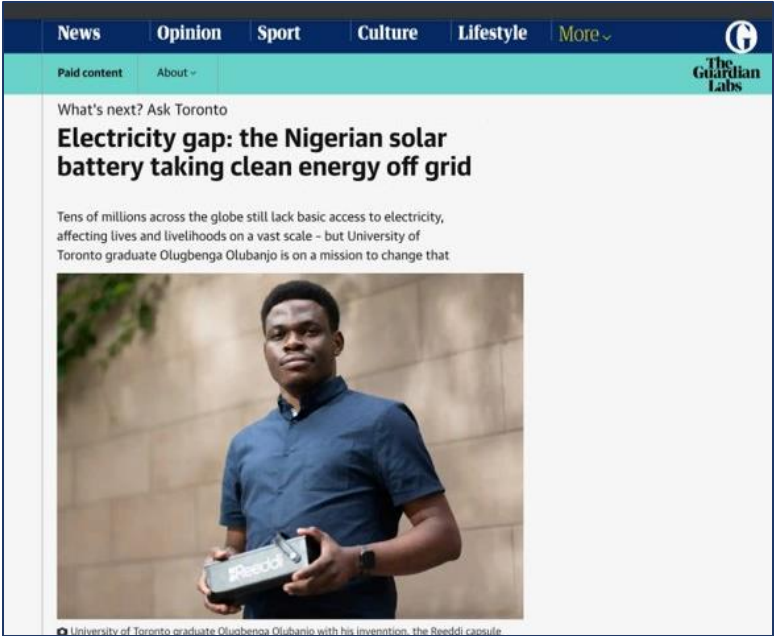 News Opinion Sport Culture Lifestyle More
Paid content About
The
Guardian
Labs
What's next? Ask Toronto
Electricity gap: the Nigerian solar
battery taking clean energy off grid
Tens of millions across the globe still lack basic access to electricity,
affecting lives and livelihoods on a vast scale – but University of
Toronto graduate Olugbenga Olubanjo is on a mission to change that
Reeddi
University of Toronto graduate Olugbenga Olubanjo with his invenntion, the Reeddi capsule